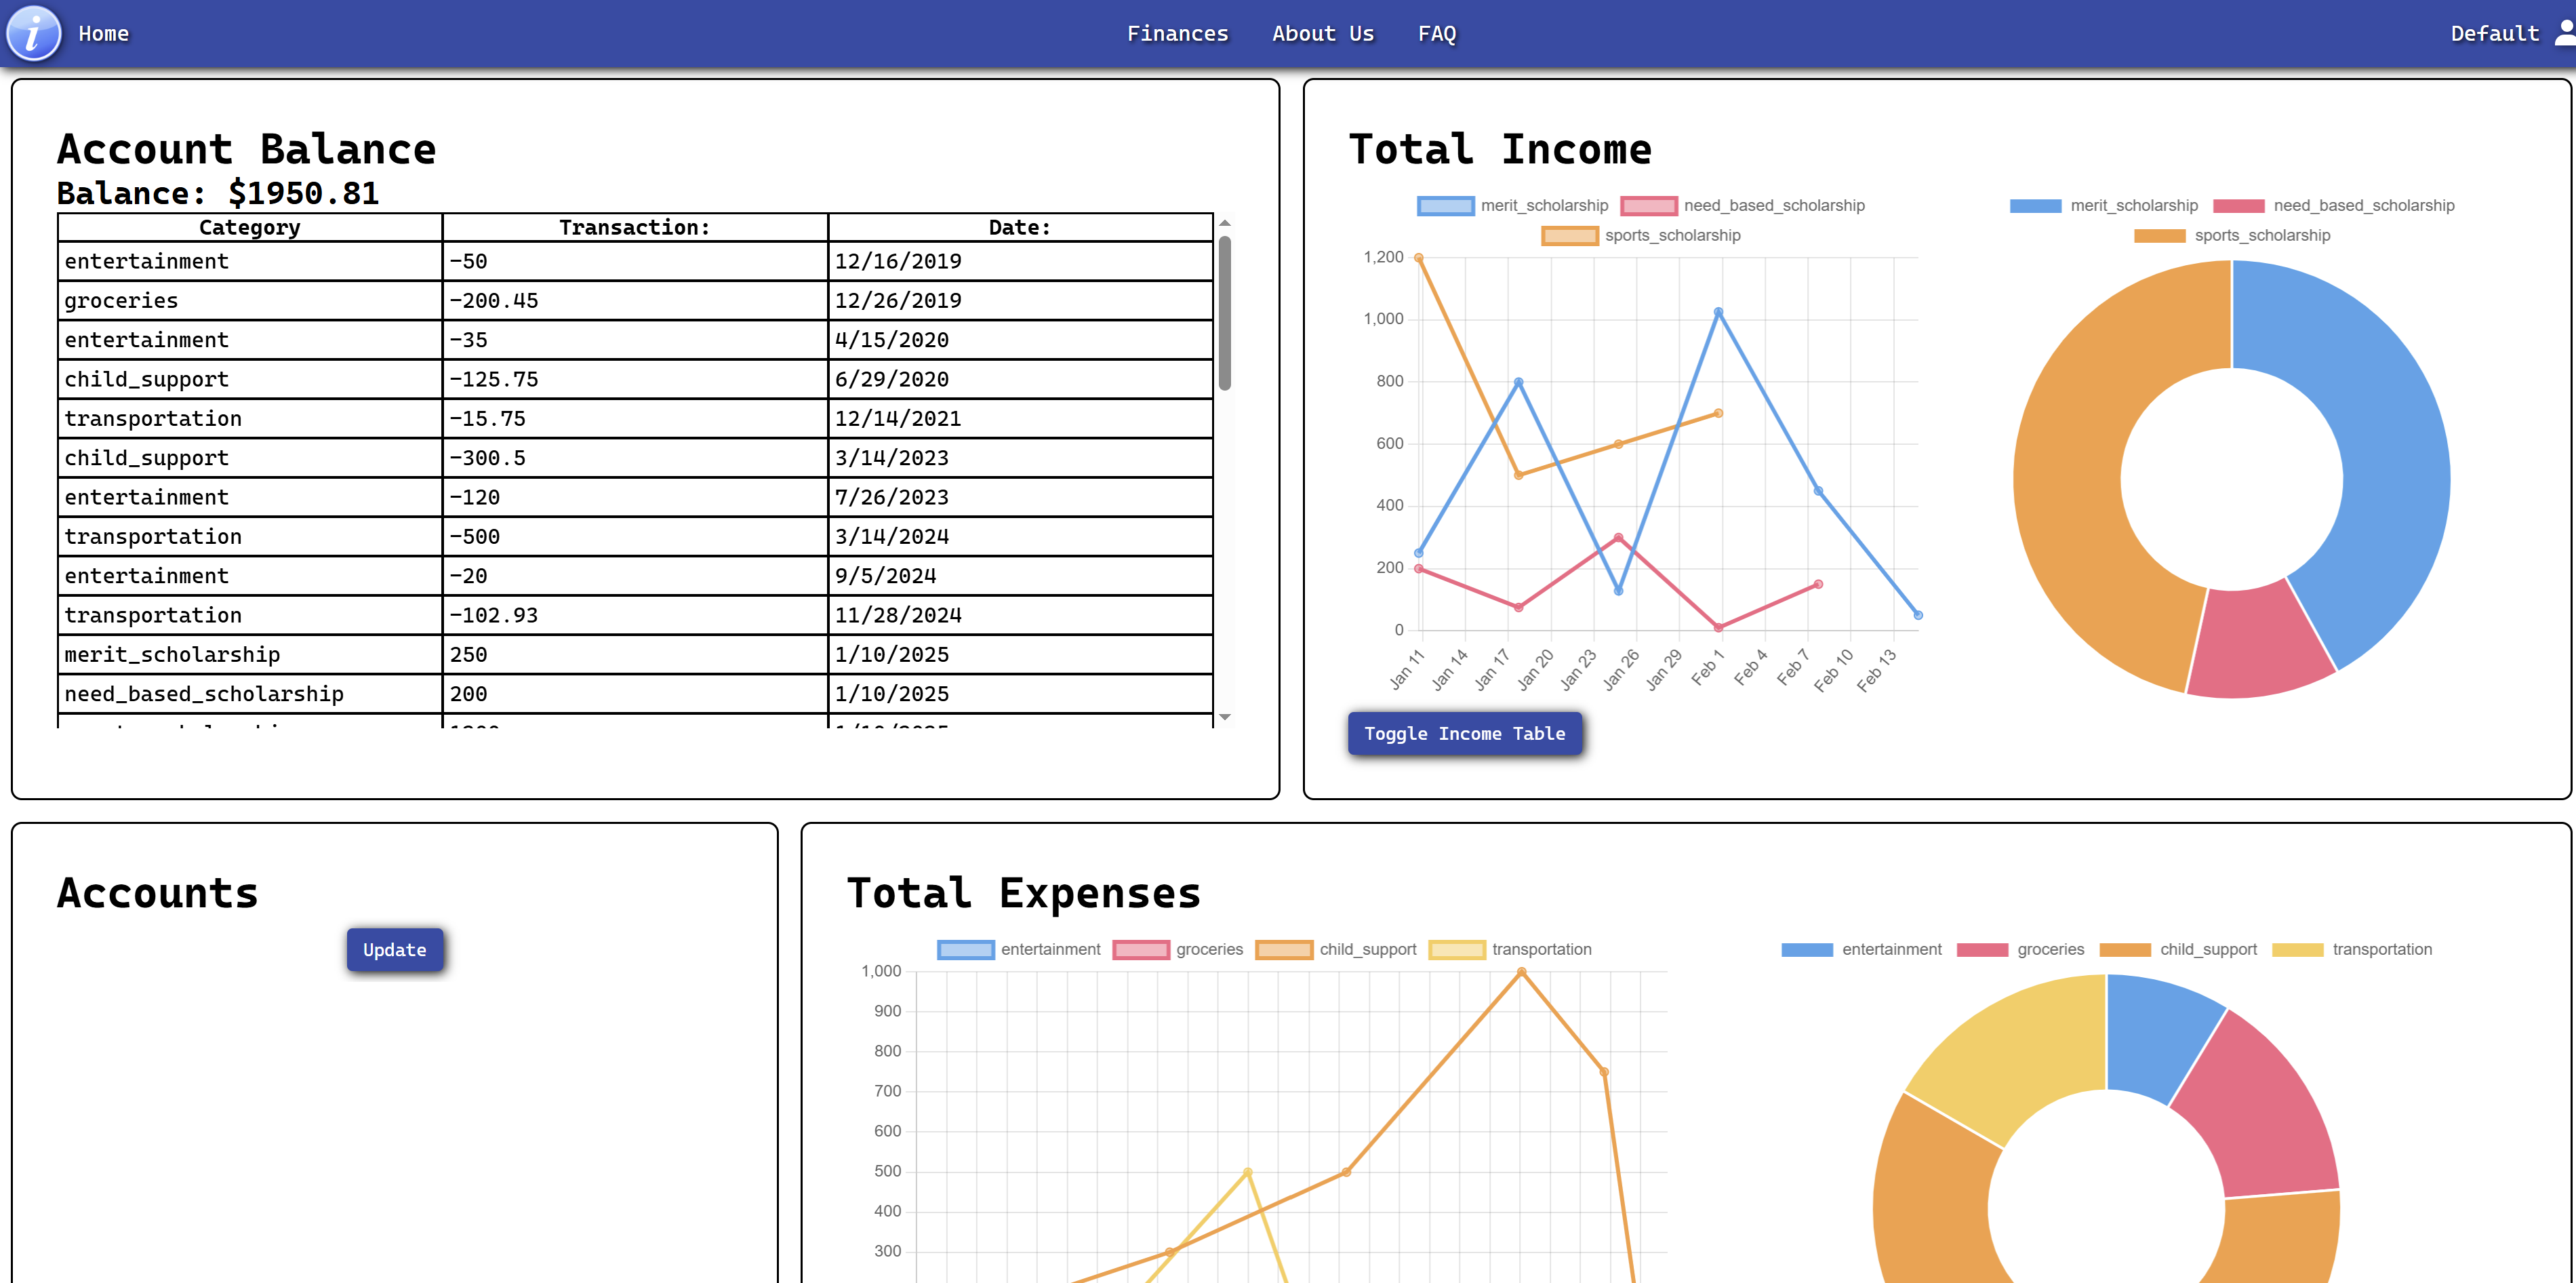 i Home Finances About Us FAQ Default
Account Balance
Balance: $1950.81
Category Transaction: Date:
entertainment -50 12/16/2019
groceries -200.45 12/26/2019
entertainment -35 4/15/2020
child_support -125.75 6/29/2020
transportation -15.75 12/14/2021
child_support -300.5 3/14/2023
entertainment -120 7/26/2023
transportation -500 3/14/2024
entertainment -20 9/5/2024
transportation -102.93 11/28/2024
merit_scholarship 250 1/10/2025
need_based_scholarship 200 1/10/2025
Total Income
merit_scholarship need_based_scholarship
sports_scholarship
1,200
1,000
800
600
400
200
0
Jan 11 Jan 14 Jan 17 Jan 20 Jan 23 Jan 26 Jan 29 Feb 1 Feb 4 Feb 7 Feb 10 Feb 13
merit_scholarship need_based_scholarship
sports_scholarship
Toggle Income Table
Accounts
Update
Total Expenses
entertainment groceries child_support transportation
1,000
900
800
700
600
500
400
300
entertainment groceries child_support transportation